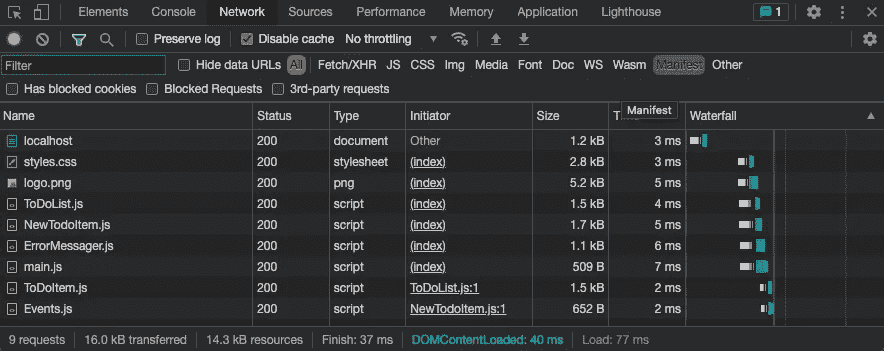 Elements Console Network Sources Performance Memory Application Lighthouse 1
Preserve log Disable cache No throttling
Filter Hide data URLs All Fetch/XHR JS CSS Img Media Font Doc WS Wasm Manifest Other
Has blocked cookies Blocked Requests 3rd-party requests
Manifest
Name Status Type Initiator Size Waterfall
localhost 200 document Other 1.2 kB 3 ms
styles.css 200 stylesheet (index) 2.8 kB 3 ms
logo.png 200 png (index) 5.2 kB 5 ms
ToDoList.js 200 script (index) 1.5 kB 4 ms
NewTodoItem.js 200 script (index) 1.7 kB 5 ms
ErrorMessager.js 200 script (index) 1.1 kB 6 ms
main.js 200 script (index) 509 B 7 ms
ToDoItem.js 200 script ToDoList.js:1 1.5 kB 2 ms
Events.js 200 script NewTodoItem.js:1 652 B 2 ms
9 requests 16.0 kB transferred 14.3 kB resources Finish: 37 ms DOMContentLoaded: 40 ms Load: 77 ms